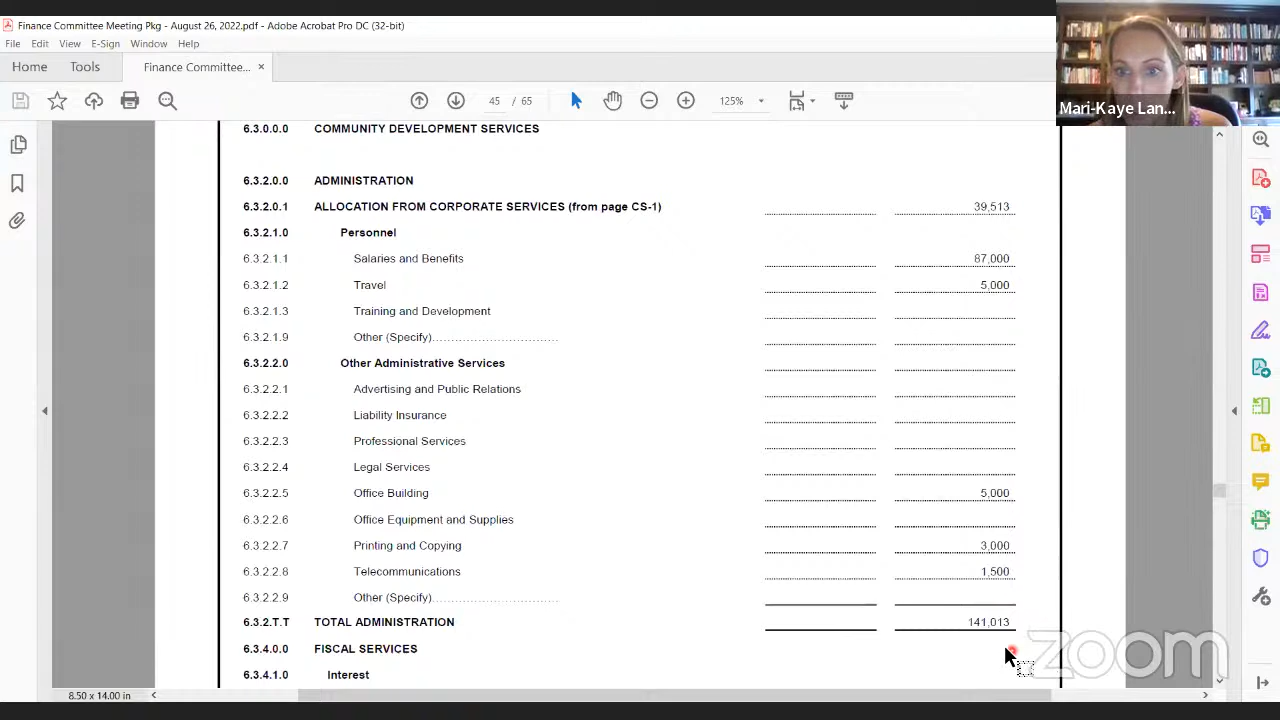 Finance Committee Meeting Pkg - August 26, 2022.pdf - Adobe Acrobat Pro DC (32-bit)
File Edit View E-Sign Window Help
Home Tools Finance Committee... ×
45 / 65 125%
Mari-Kaye Lan...
6.3.0.0.0 COMMUNITY DEVELOPMENT SERVICES
6.3.2.0.0 ADMINISTRATION
6.3.2.0.1 ALLOCATION FROM CORPORATE SERVICES (from page CS-1) 39,513
6.3.2.1.0 Personnel
6.3.2.1.1 Salaries and Benefits 87,000
6.3.2.1.2 Travel 5,000
6.3.2.1.3 Training and Development
6.3.2.1.9 Other (Specify)................................
6.3.2.2.0 Other Administrative Services
6.3.2.2.1 Advertising and Public Relations
6.3.2.2.2 Liability Insurance
6.3.2.2.3 Professional Services
6.3.2.2.4 Legal Services
6.3.2.2.5 Office Building 5,000
6.3.2.2.6 Office Equipment and Supplies
6.3.2.2.7 Printing and Copying 3,000
6.3.2.2.8 Telecommunications 1,500
6.3.2.2.9 Other (Specify)................................
6.3.2.T.T TOTAL ADMINISTRATION 141,013
6.3.4.0.0 FISCAL SERVICES
6.3.4.1.0 Interest
zoom
8.50 x 14.00 in